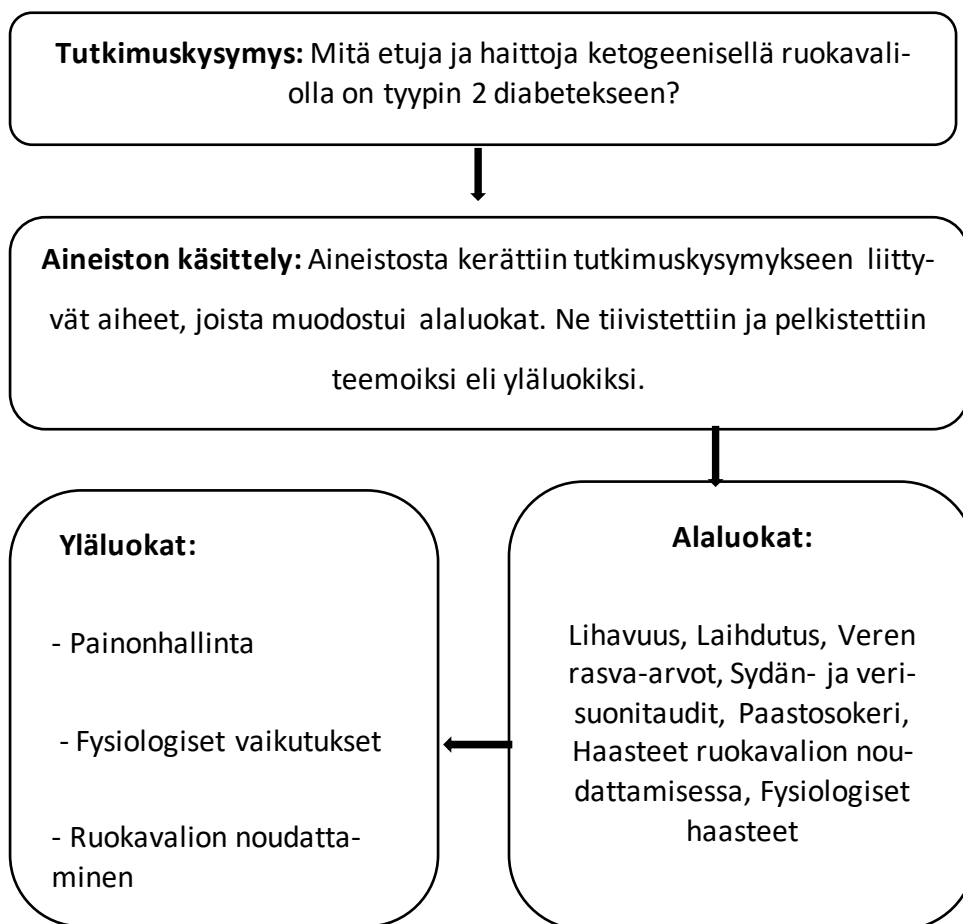 Tutkimuskysymys: Mitä etuja ja haittoja ketogeenisellä ruokavali-
olla on tyypin 2 diabetekseen?
Aineiston käsittely: Aineistosta kerättiin tutkimuskysymykseen liitty-
vät aiheet, joista muodostui alaluokat. Ne tiivistettiin ja pelkistettiin
teemoiksi eli yläluokiksi.
Yläluokat:
- Painonhallinta
- Fysiologiset vaikutukset
- Ruokavalion noudatta-
minen
Alaluokat:
Lihavuus, Laihdutus, Veren
rasva-arvot, Sydän- ja veri-
suonitaudit, Paastosokeri,
Haasteet ruokavalion nou-
dattamisessa, Fysiologiset
haasteet